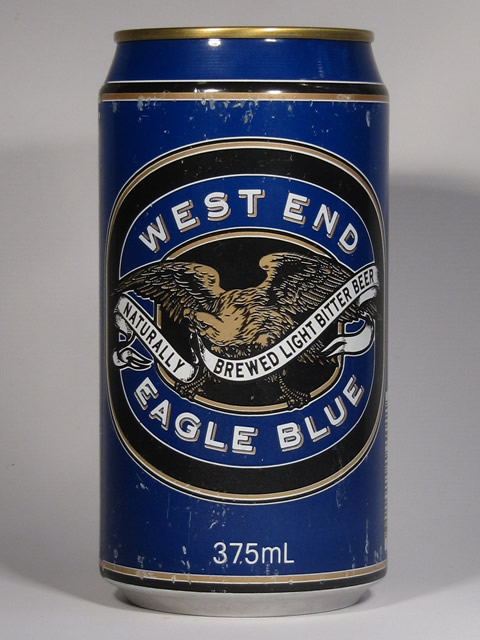 WEST END
NATURALLY BREWED LIGHT BITTER BEER
EAGLE BLUE
375mL